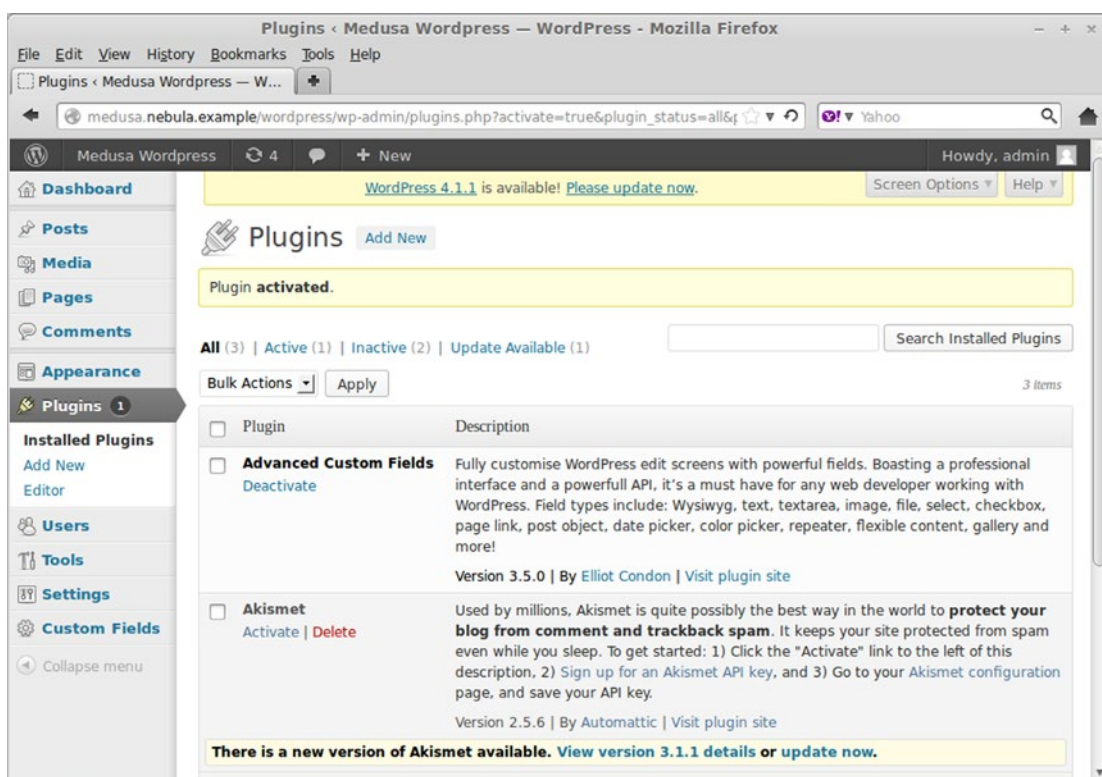 Plugins ‹ Medusa Wordpress — WordPress - Mozilla Firefox
File Edit View History Bookmarks Tools Help
Plugins ‹ Medusa Wordpress — W...
medusa.nebula.example/wordpress/wp-admin/plugins.php?activate=true&plugin_status=all&p
Yahoo
Medusa Wordpress 4 + New Howdy, admin
Dashboard
Posts
Media
Pages
Comments
Appearance
Plugins 1
Installed Plugins
Add New
Editor
Users
Tools
Settings
Custom Fields
Collapse menu
WordPress 4.1.1 is available! Please update now.
Screen Options Help
Plugins Add New
Plugin activated.
All (3) | Active (1) | Inactive (2) | Update Available (1)
Search Installed Plugins
Bulk Actions Apply
3 items
Plugin Description
Advanced Custom Fields
Deactivate
Fully customise WordPress edit screens with powerful fields. Boasting a professional
interface and a powerfull API, it's a must have for any web developer working with
WordPress. Field types include: Wysiwyg, text, textarea, image, file, select, checkbox,
page link, post object, date picker, color picker, repeater, flexible content, gallery and
more!
Version 3.5.0 | By Elliot Condon | Visit plugin site
Akismet
Activate | Delete
Used by millions, Akismet is quite possibly the best way in the world to protect your
blog from comment and trackback spam. It keeps your site protected from spam
even while you sleep. To get started: 1) Click the "Activate" link to the left of this
description, 2) Sign up for an Akismet API key, and 3) Go to your Akismet configuration
page, and save your API key.
Version 2.5.6 | By Automattic | Visit plugin site
There is a new version of Akismet available. View version 3.1.1 details or update now.